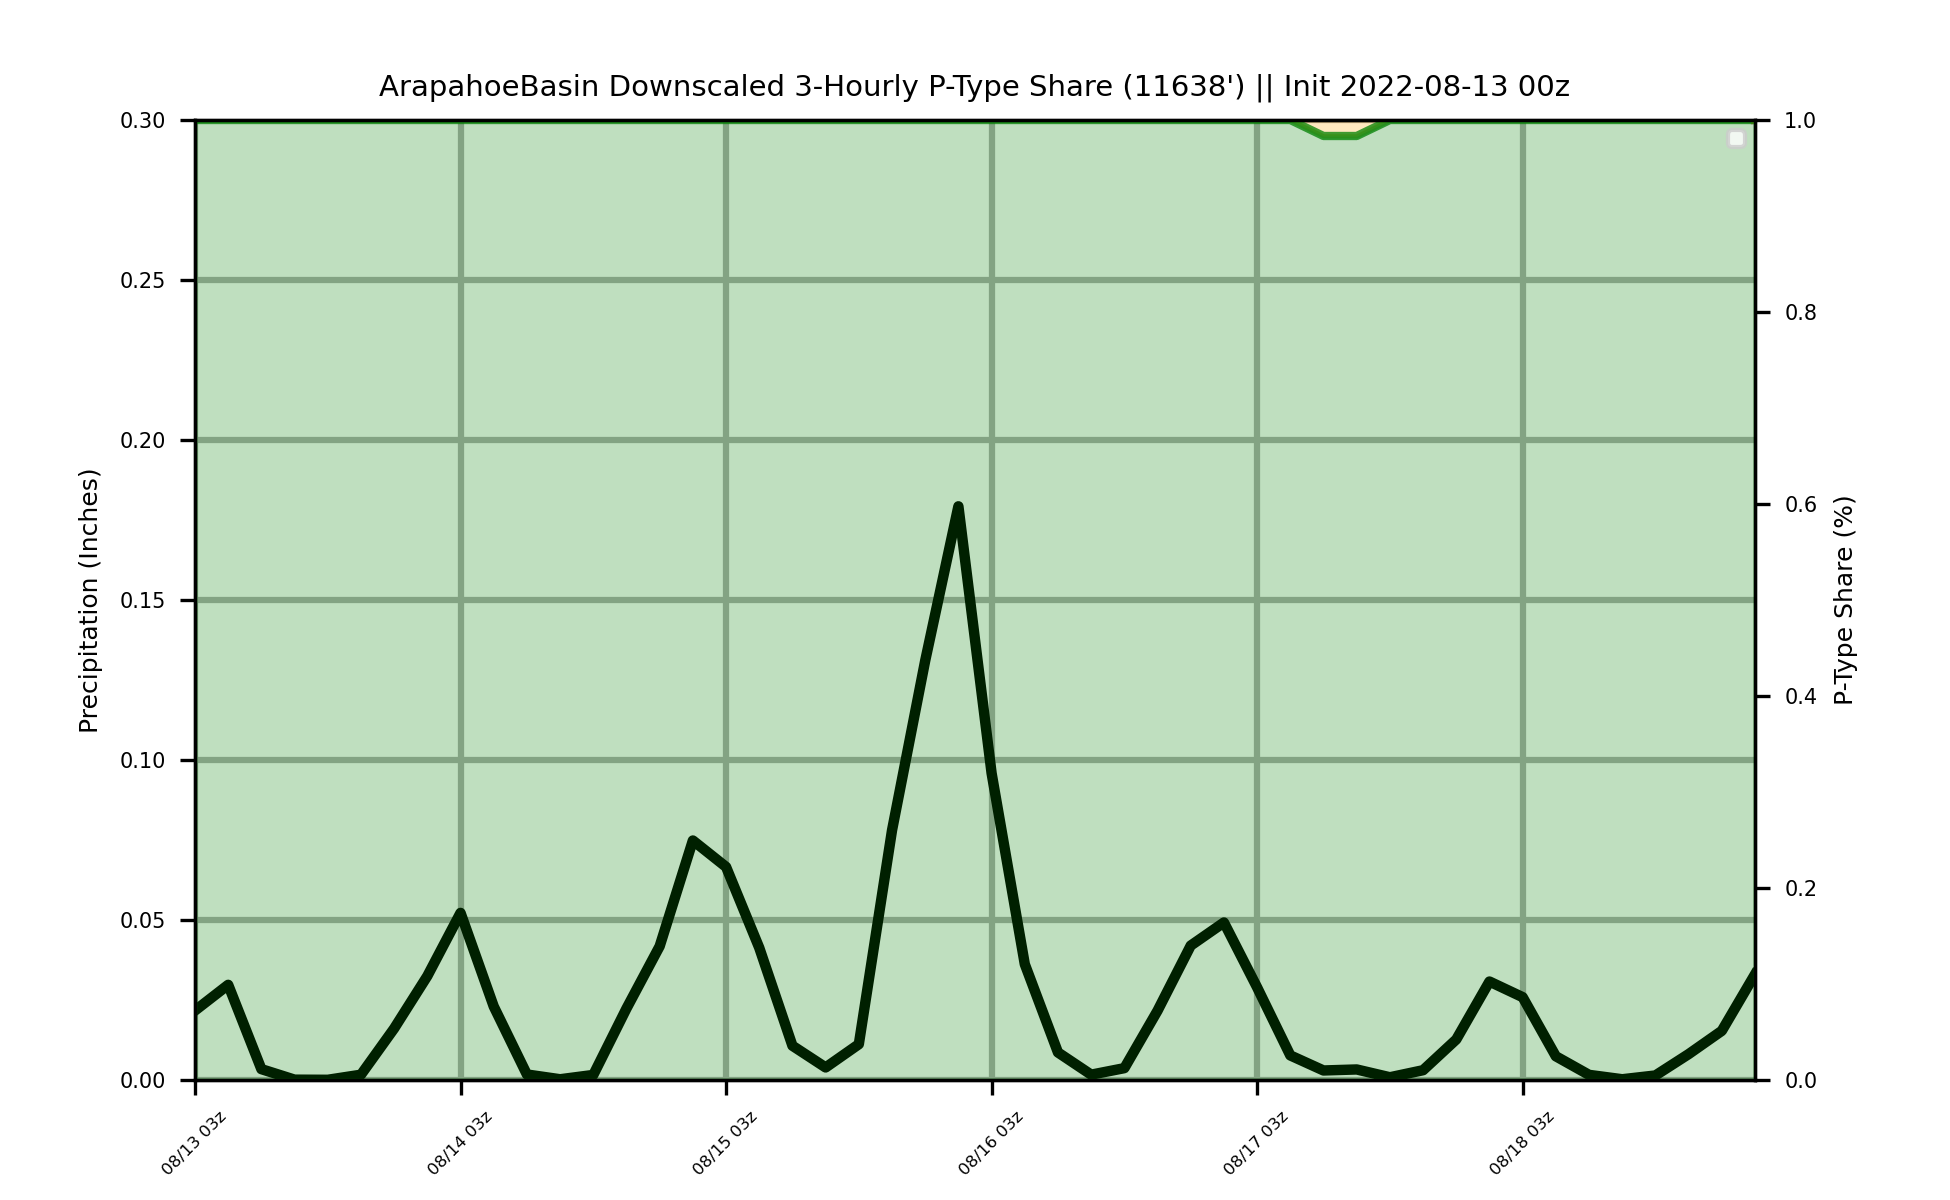 ArapahoeBasin Downscaled 3-Hourly P-Type Share (11638') || Init 2022-08-13 00z
0.30
0.25
0.20
0.15
0.10
0.05
0.00
Precipitation (Inches)
1.0
0.8
0.6
0.4
0.2
0.0
P-Type Share (%)
08/13 03z
08/14 03z
08/15 03z
08/16 03z
08/17 03z
08/18 03z